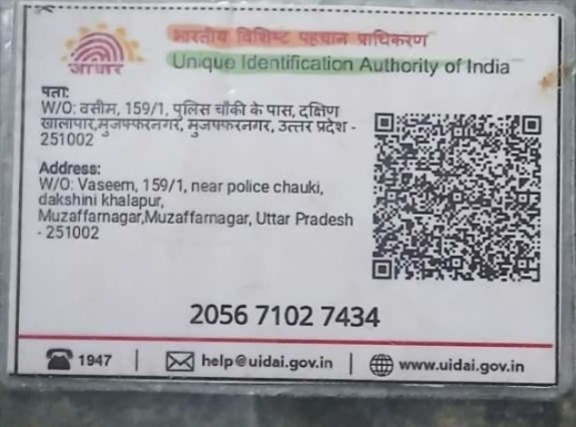 भारतीय विशिष्ट पहचान प्राधिकरण
Unique Identification Authority of India
आधार
पता:
W/O: वसीम, 159/1, पुलिस चौकी के पास, दक्षिण
खालापार,मुजफ्फरनगर, मुजफ्फरनगर, उत्तर प्रदेश -
251002
Address:
W/O: Vaseem, 159/1, near police chauki,
dakshini khalapur,
Muzaffarnagar,Muzaffarnagar, Uttar Pradesh
- 251002
2056 7102 7434
1947 | help@uidai.gov.in | www.uidai.gov.in